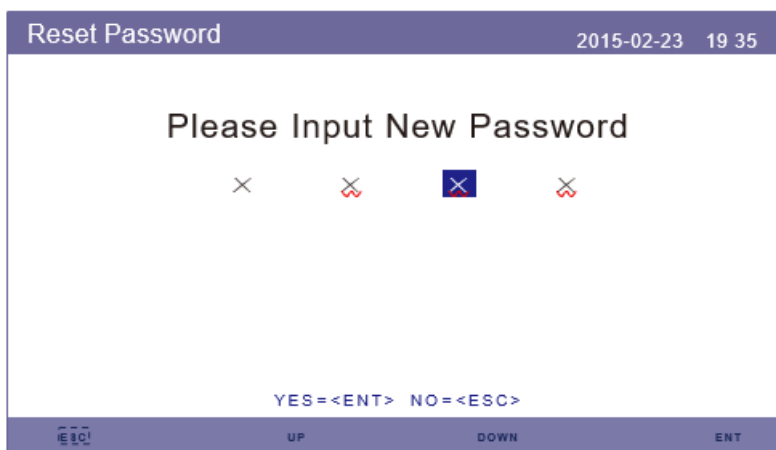 Reset Password 2015-02-23 19 35
Please Input New Password
× × × ×
YES=<ENT> NO=<ESC>
ESC UP DOWN ENT